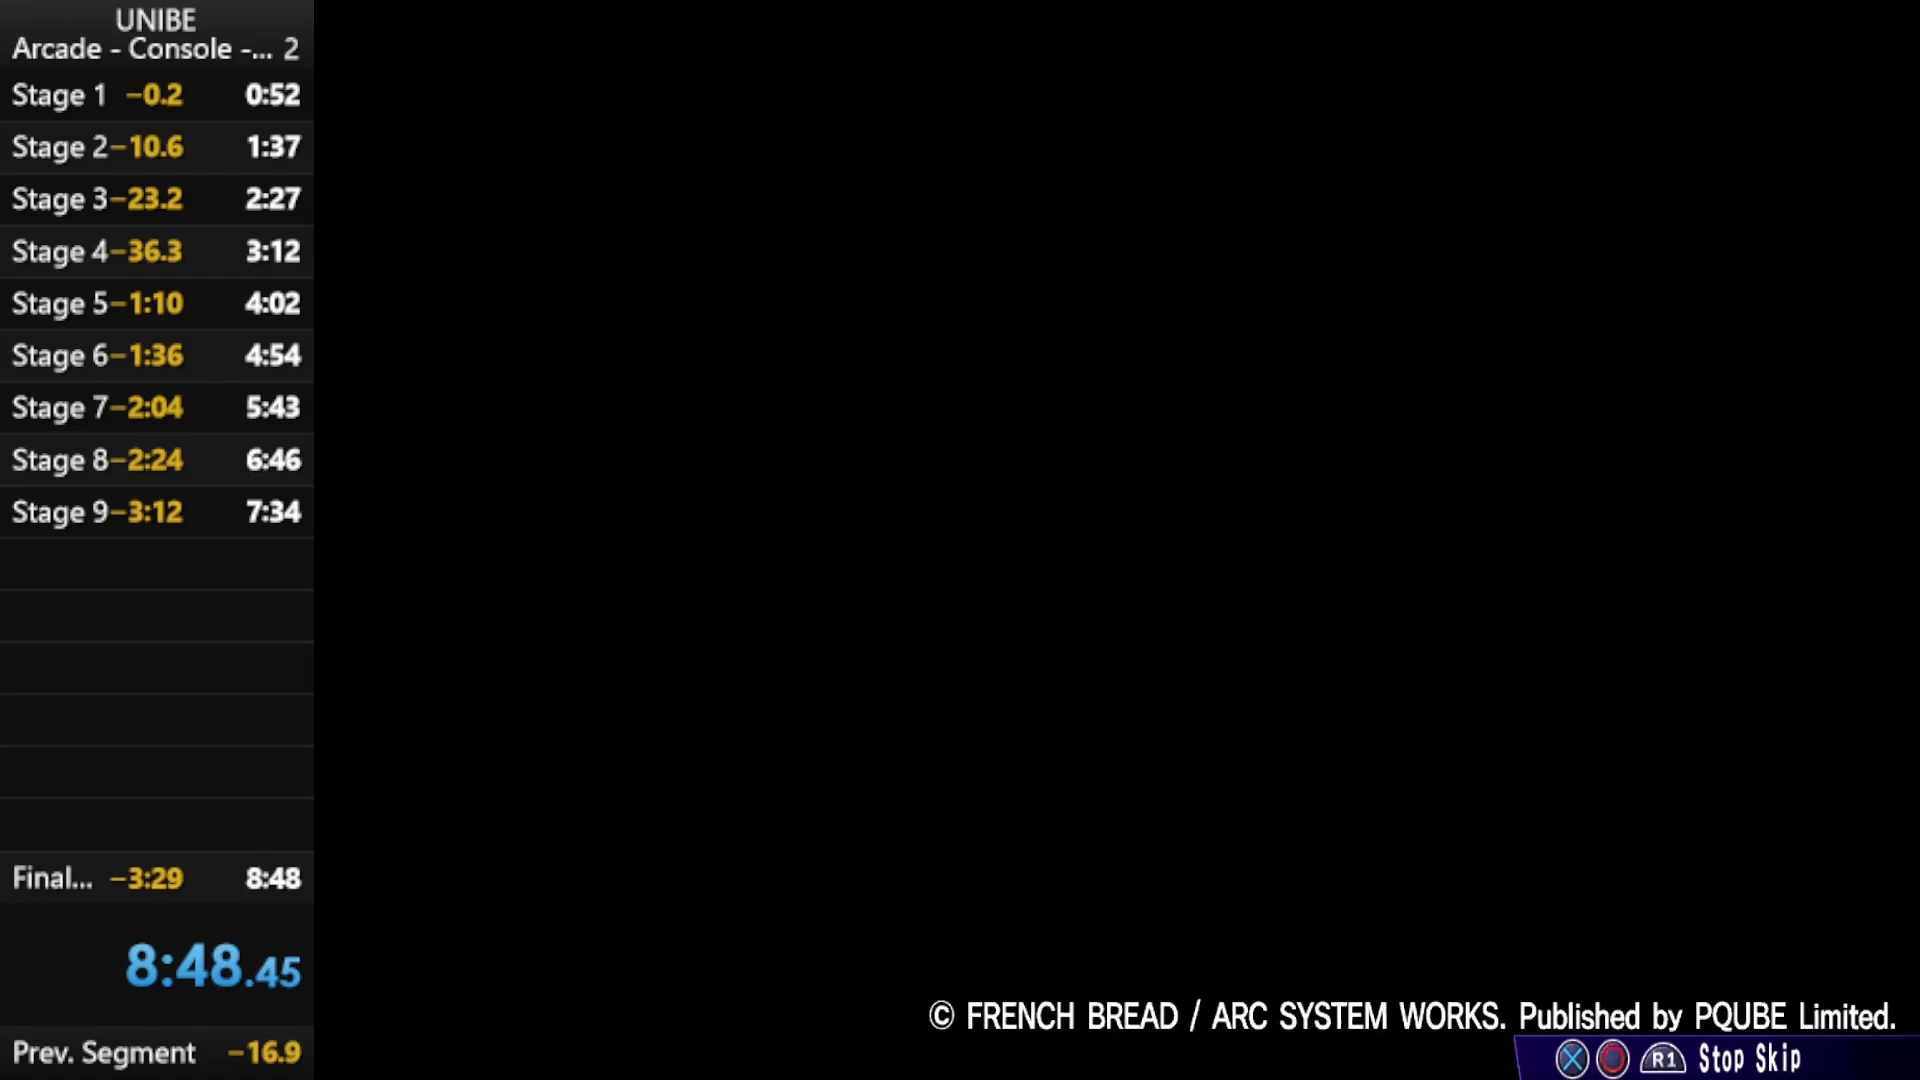 UNIBE
Arcade - Console -... 2
Stage 1 −0.2 0:52
Stage 2 −10.6 1:37
Stage 3 −23.2 2:27
Stage 4 −36.3 3:12
Stage 5 −1:10 4:02
Stage 6 −1:36 4:54
Stage 7 −2:04 5:43
Stage 8 −2:24 6:46
Stage 9 −3:12 7:34
Final... −3:29 8:48
8:48.45
Prev. Segment −16.9
© FRENCH BREAD / ARC SYSTEM WORKS. Published by PQUBE Limited.
R1 Stop Skip